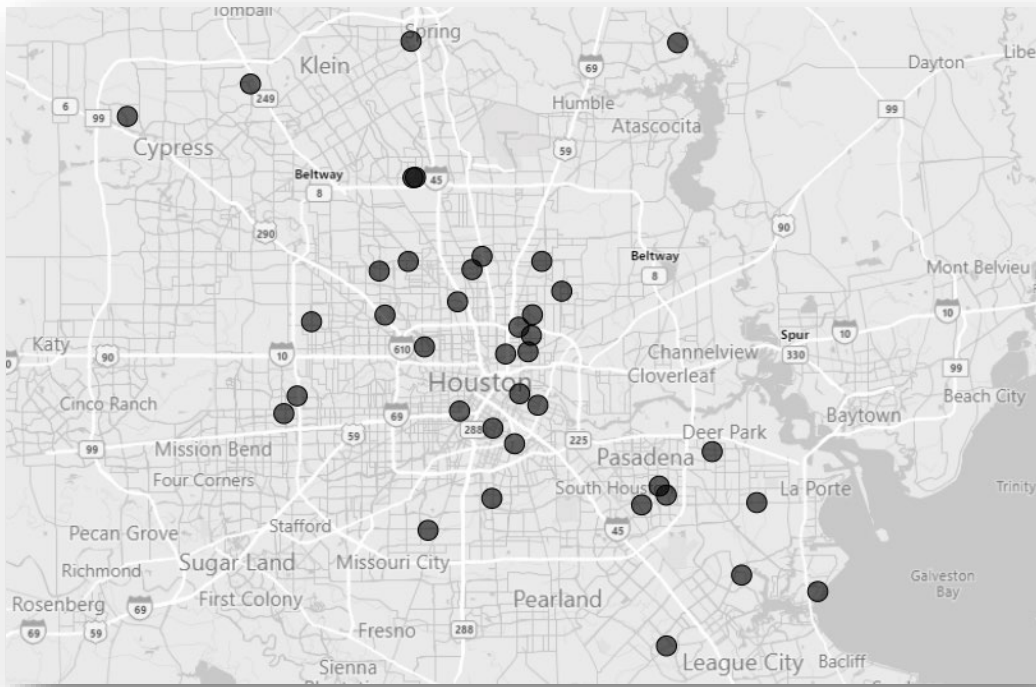 Tomball
Spring
Klein
249
69
Dayton
Libe
6
99
99
Humble
Atascocita
Cypress
59
Beltway
8
45
290
90
Beltway
8
Mont Belvieu
10
Katy
90
10
610
Spur
330
10
Channelview
Cloverleaf
99
Houston
Cinco Ranch
Beach City
Baytown
69
288
59
225
Deer Park
99
Mission Bend
Pasadena
Four Corners
South Hous
La Porte
Trinity
Stafford
45
Pecan Grove
Sugar Land
Missouri City
Richmond
Galveston
Bay
First Colony
Pearland
Rosenberg
69
69
59
Fresno
288
Sienna
League City
Bacliff